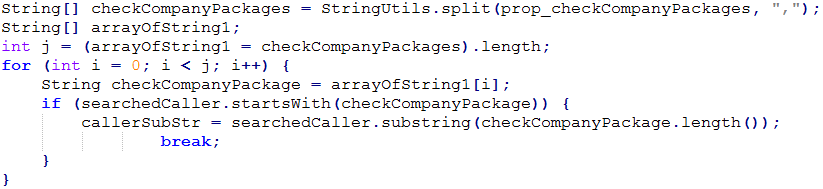 String[] checkCompanyPackages = StringUtils.split(prop_checkCompanyPackages, ",");
String[] arrayOfString1;
int j = (arrayOfString1 = checkCompanyPackages).length;
for (int i = 0; i < j; i++) {
    String checkCompanyPackage = arrayOfString1[i];
    if (searchedCaller.startsWith(checkCompanyPackage)) {
        callerSubStr = searchedCaller.substring(checkCompanyPackage.length());
                break;
    }
}